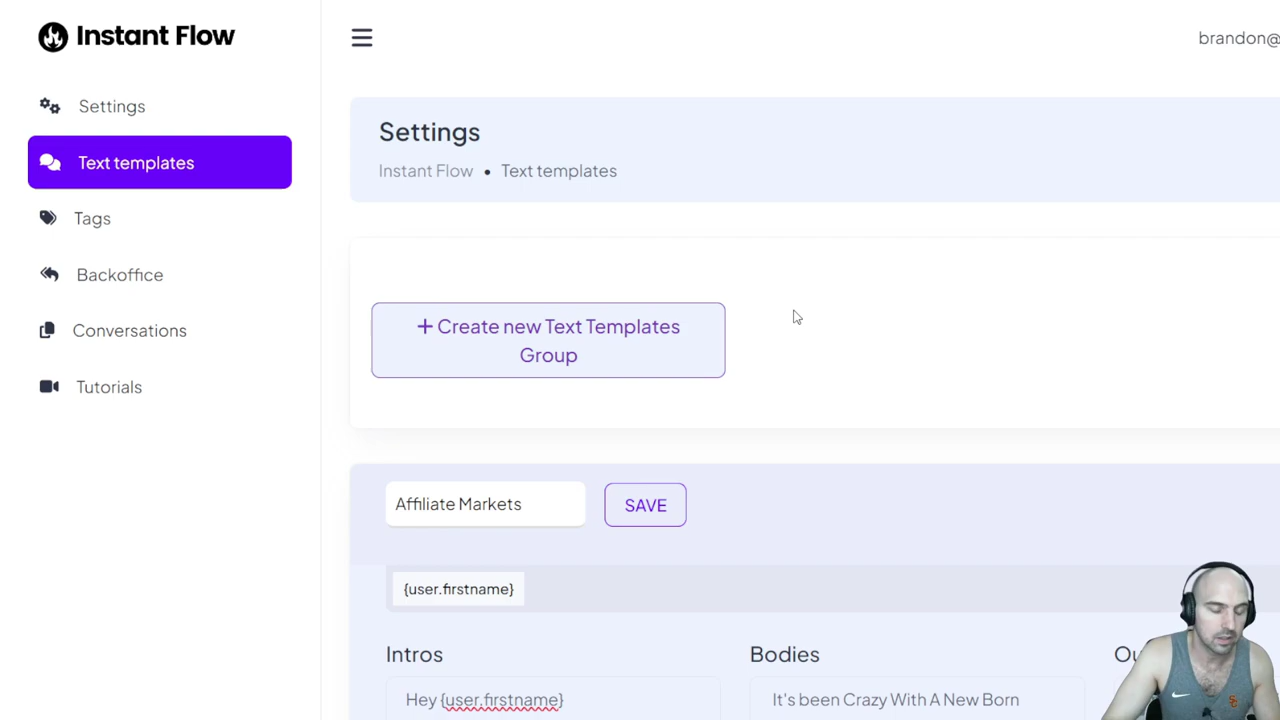 Instant Flow
brandon@
Settings
Text templates
Tags
Backoffice
Conversations
Tutorials
Settings
Instant Flow • Text templates
+ Create new Text Templates
Group
Affiliate Markets
SAVE
{user.firstname}
Intros
Bodies
Ou
Hey {user.firstname}
It's been Crazy With A New Born